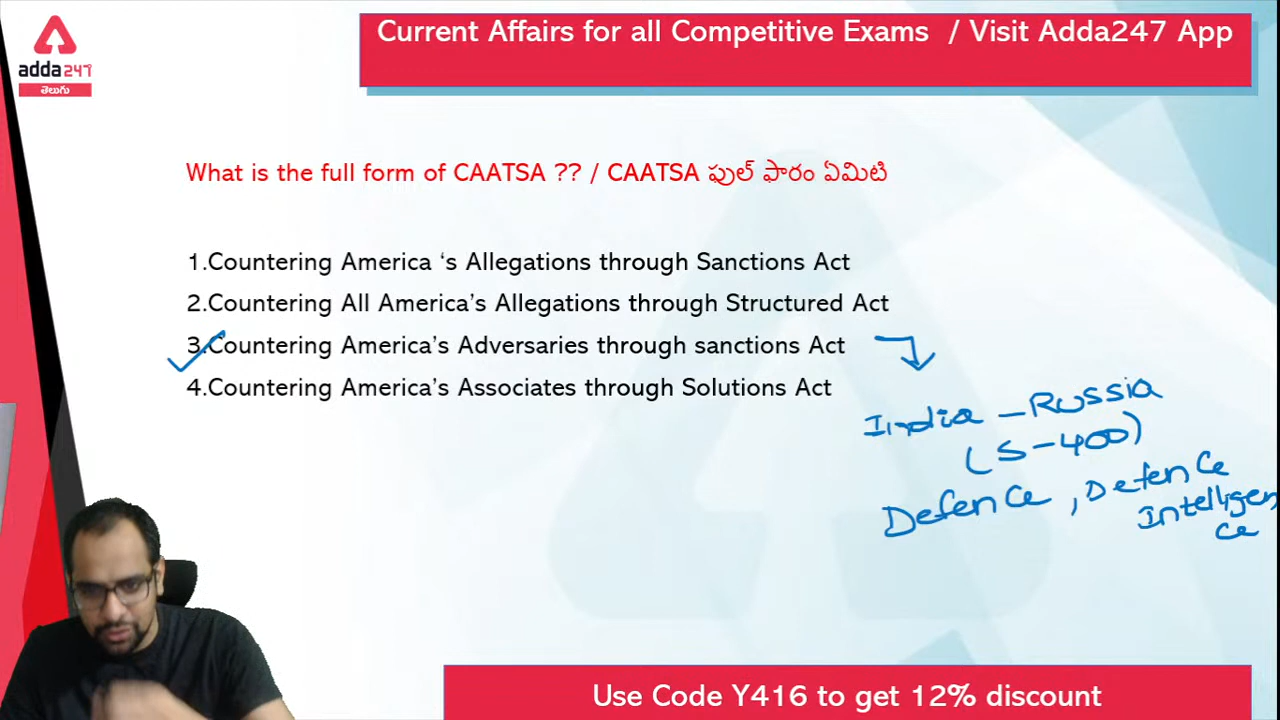 Current Affairs for all Competitive Exams / Visit Adda247 App
adda247
తెలుగు
What is the full form of CAATSA ?? / CAATSA ఫుల్ ఫారం ఏమిటి
1.Countering America ‘s Allegations through Sanctions Act
2.Countering All America’s Allegations through Structured Act
3.Countering America’s Adversaries through sanctions Act
4.Countering America’s Associates through Solutions Act
India - Russia
(S-400)
Defence, Defence
Intelligen
ce
Use Code Y416 to get 12% discount